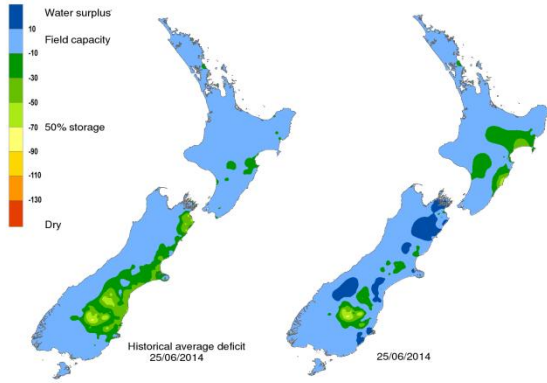 Water surplus
10
Field capacity
-10
-30
-50
50% storage
-70
-90
-110
-130
Dry
Historical average deficit
25/06/2014
25/06/2014